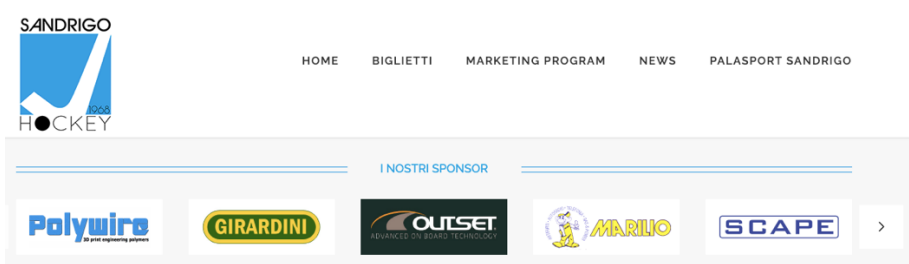 SANDRIGO
1968
HOCKEY
HOME BIGLIETTI MARKETING PROGRAM NEWS PALASPORT SANDRIGO
I NOSTRI SPONSOR
Polywire
3D print engineering polymers
GIRARDINI
OUTSET
ADVANCED ON BOARD TECHNOLOGY
MARILIO
SCAPE